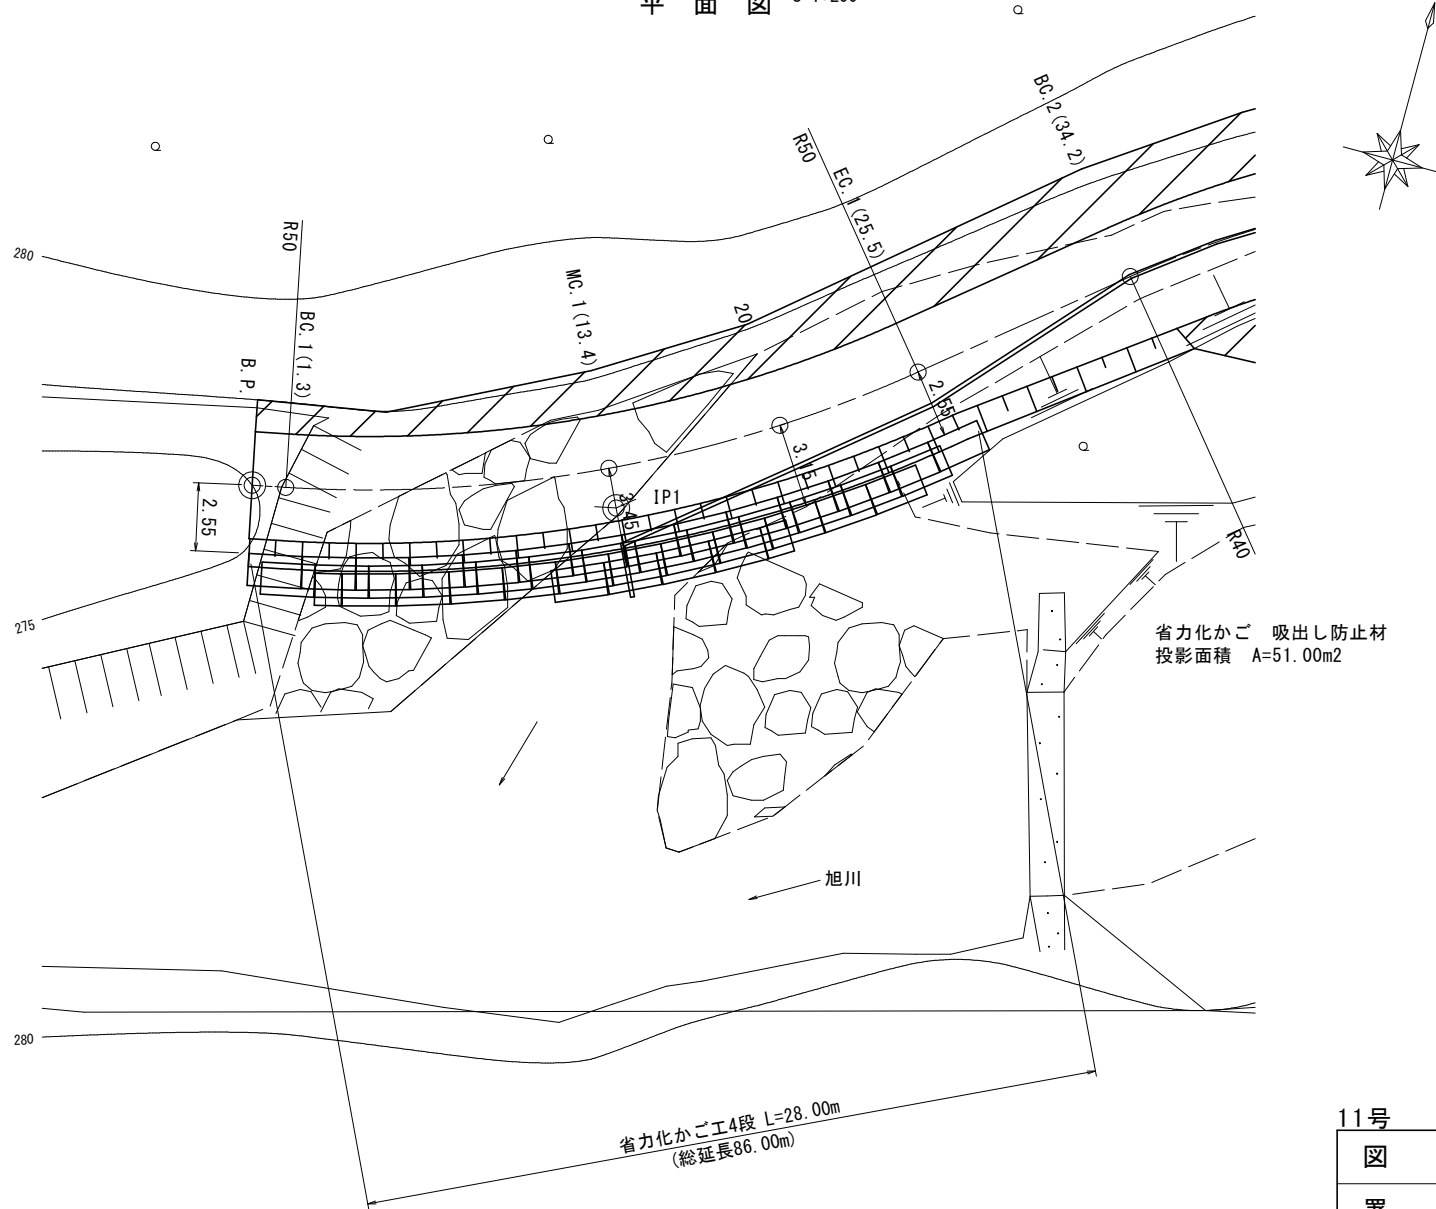 平 面 図
BC.2(34.2)
R50
EC.1(25.5)
R50
280
MC.1(13.4)
20
BC.1(1.3)
B.P.
2.55
2.55
3.45
IP1
R40
275
省力化かご 吸出し防止材
投影面積 A=51.00m2
旭川
280
省力化かご工4段 L=28.00m
(総延長86.00m)
11号
図